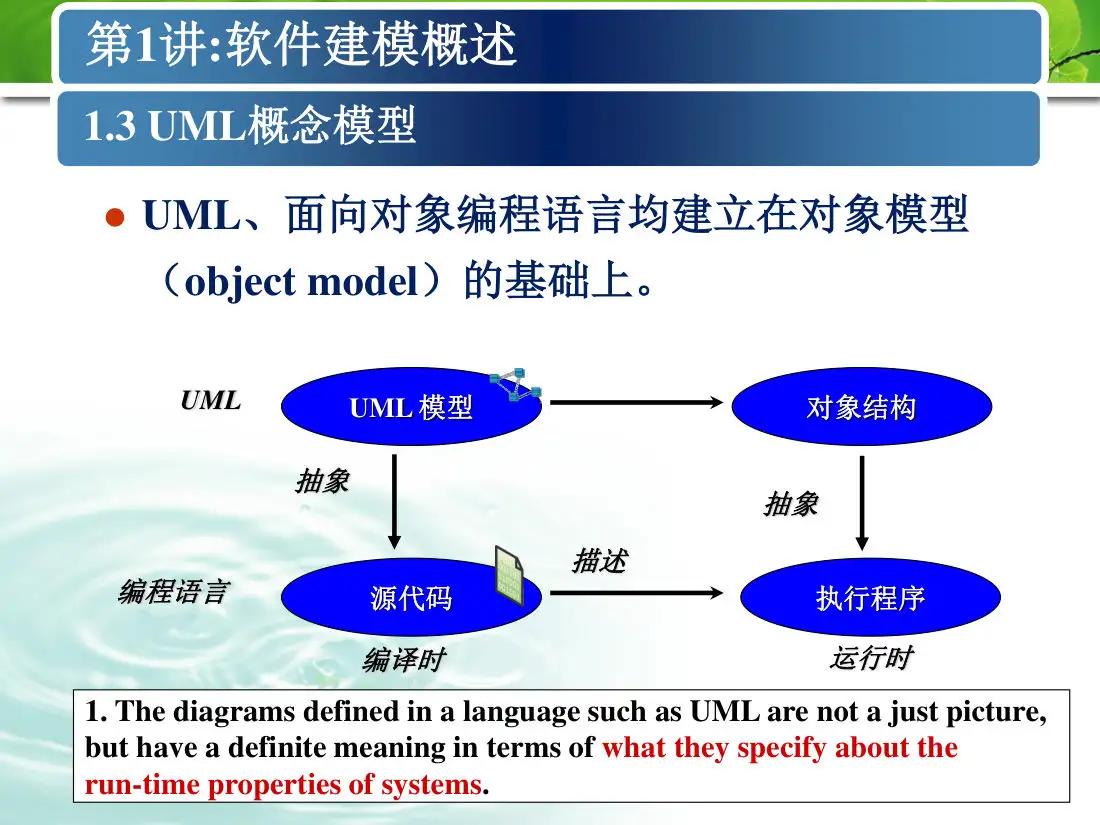 第1讲:软件建模概述
1.3 UML概念模型
UML、面向对象编程语言均建立在对象模型
（object model）的基础上。
UML
UML 模型
对象结构
抽象
抽象
描述
编程语言
源代码
执行程序
编译时
运行时
1. The diagrams defined in a language such as UML are not a just picture,
but have a definite meaning in terms of what they specify about the
run-time properties of systems.